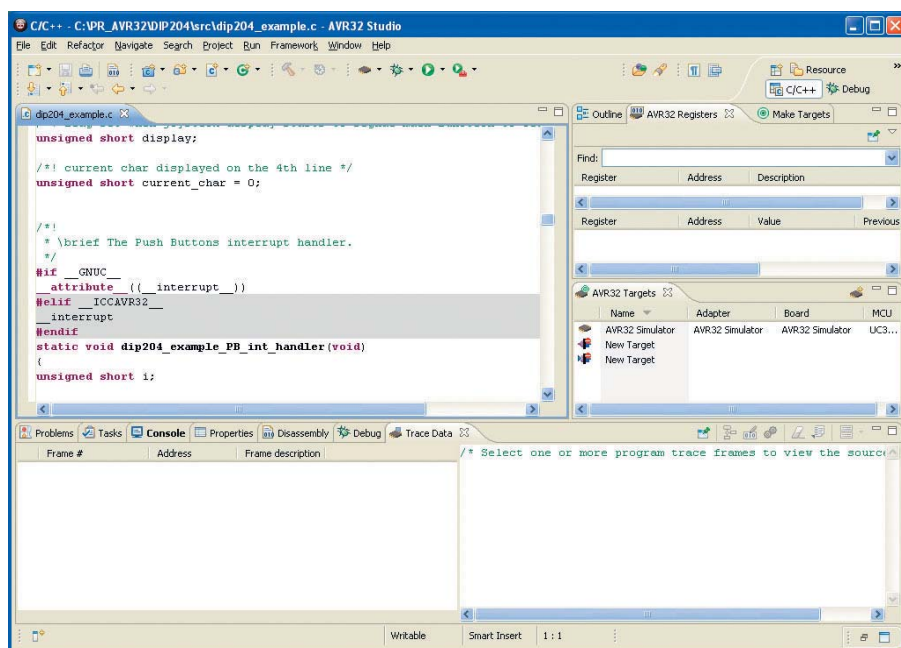 C/C++ - C:\PR_AVR32\DIP204\src\dip204_example.c - AVR32 Studio
File Edit Refactor Navigate Search Project Run Framework Window Help
Resource
C/C++ Debug
dip204_example.c
unsigned short display;
/*! current char displayed on the 4th line */
unsigned short current_char = 0;
/*!
* \brief The Push Buttons interrupt handler.
*/
#if __GNUC__
__attribute__((__interrupt__))
#elif __ICCAVR32__
__interrupt
#endif
static void dip204_example_PB_int_handler(void)
{
unsigned short i;
Outline AVR32 Registers Make Targets
Find:
Register Address Description
Register Address Value Previous
AVR32 Targets
Name Adapter Board MCU
AVR32 Simulator AVR32 Simulator AVR32 Simulator UC3...
New Target
New Target
Problems Tasks Console Properties Disassembly Debug Trace Data
Frame # Address Frame description
/* Select one or more program trace frames to view the source
Writable Smart Insert 1 : 1